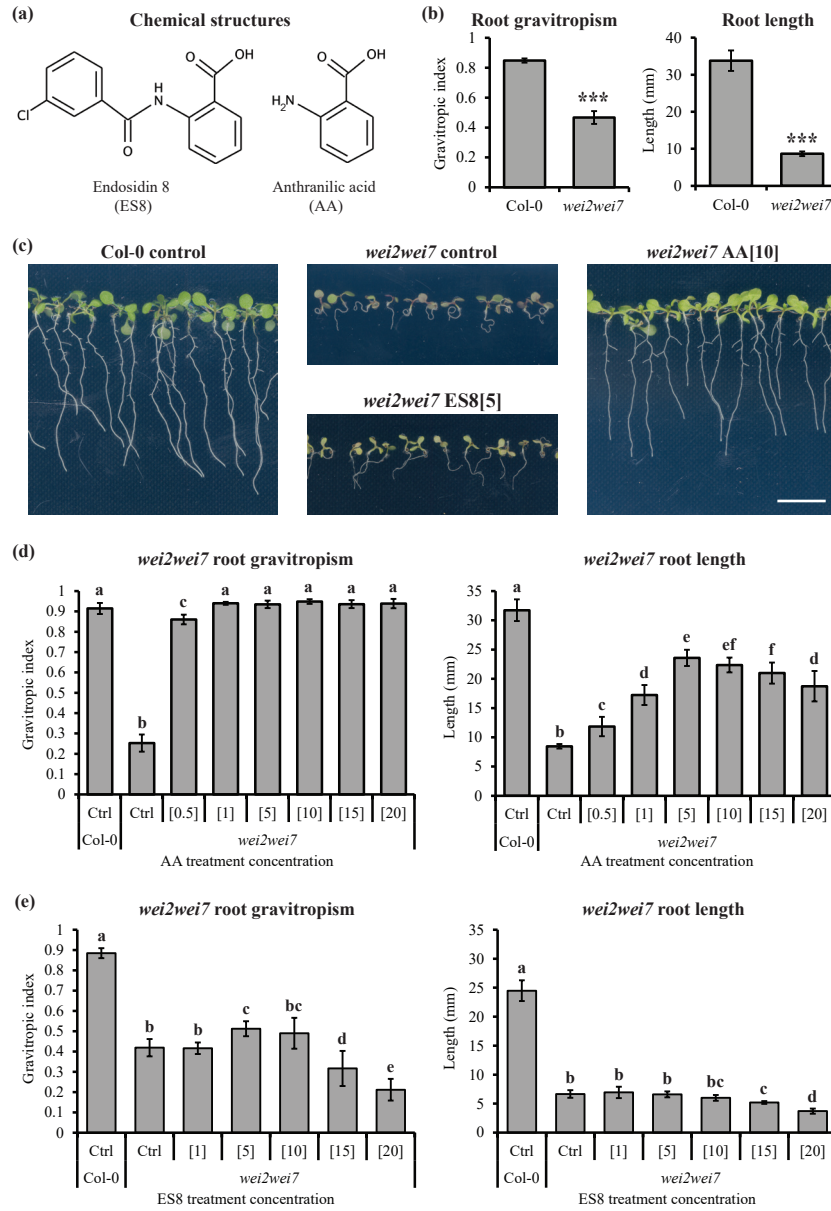 (a)
Chemical structures
O
OH
H
N
Cl
O
Endosidin 8
(ES8)
O
OH
H2N
Anthranilic acid
(AA)
(b)
Root gravitropism
Gravitropic index
1
0.8
0.6
0.4
0.2
0
***
Col-0 wei2wei7
Root length
Length (mm)
40
30
20
10
0
***
Col-0 wei2wei7
(c)
Col-0 control
wei2wei7 control
wei2wei7 AA[10]
wei2wei7 ES8[5]
(d)
wei2wei7 root gravitropism
Gravitropic index
1
0.9
0.8
0.7
0.6
0.5
0.4
0.3
0.2
0.1
0
a b c a a a a a
Ctrl Ctrl [0.5] [1] [5] [10] [15] [20]
Col-0 wei2wei7
AA treatment concentration
wei2wei7 root length
Length (mm)
35
30
25
20
15
10
5
0
a b c d e ef f d
Ctrl Ctrl [0.5] [1] [5] [10] [15] [20]
Col-0 wei2wei7
AA treatment concentration
(e)
wei2wei7 root gravitropism
Gravitropic index
1
0.9
0.8
0.7
0.6
0.5
0.4
0.3
0.2
0.1
0
a b b c bc d e
Ctrl Ctrl [1] [5] [10] [15] [20]
Col-0 wei2wei7
ES8 treatment concentration
wei2wei7 root length
Length (mm)
30
25
20
15
10
5
0
a b b b bc c d
Ctrl Ctrl [1] [5] [10] [15] [20]
Col-0 wei2wei7
ES8 treatment concentration